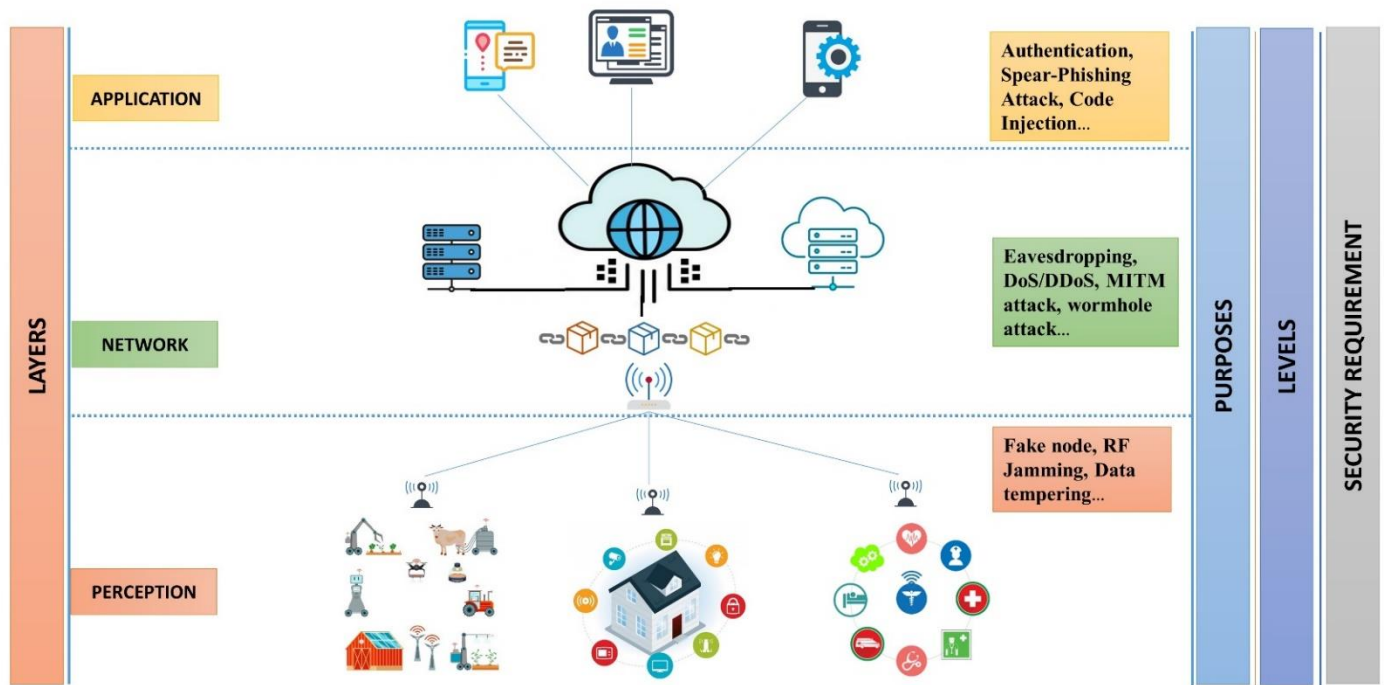 LAYERS
APPLICATION
Authentication,
Spear-Phishing
Attack, Code
Injection...
NETWORK
Eavesdropping,
DoS/DDoS, MITM
attack, wormhole
attack...
PERCEPTION
Fake node, RF
Jamming, Data
tempering...
PURPOSES
LEVELS
SECURITY REQUIREMENT